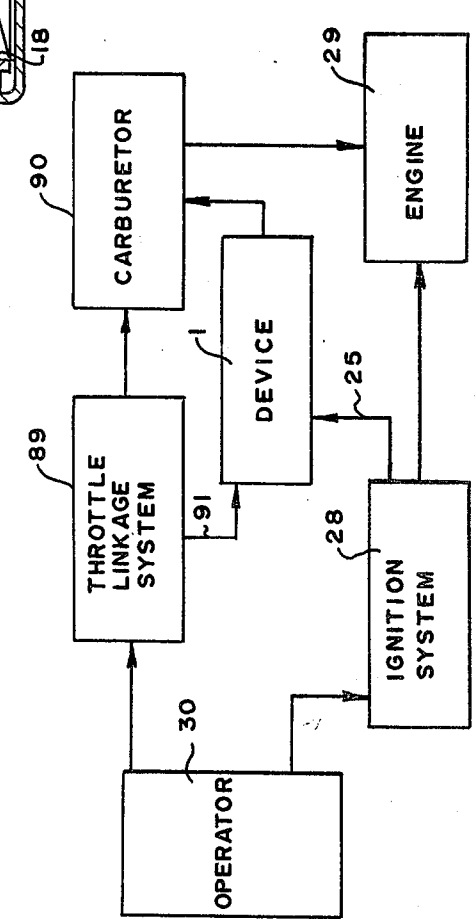 18
OPERATOR
30
THROTTLE
LINKAGE
SYSTEM
89
91
CARBURETOR
90
DEVICE
1
25
IGNITION
SYSTEM
28
ENGINE
29